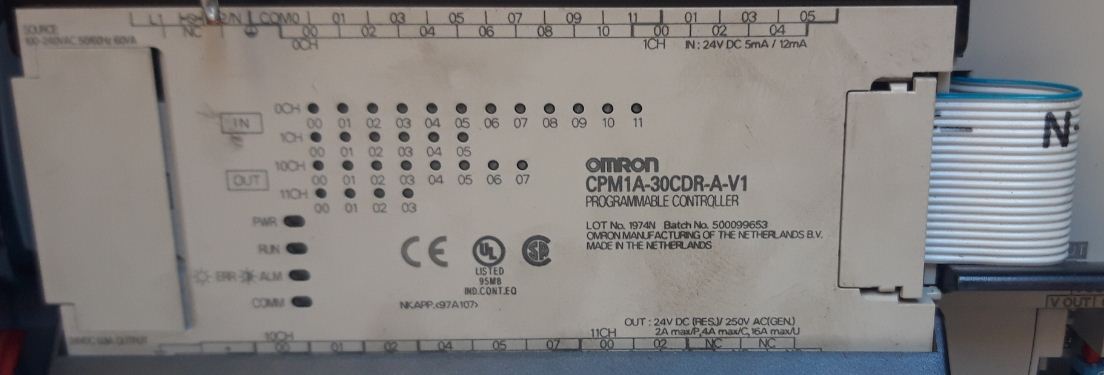 L1 2/N COM0 01 03 05 07 09 11 01 03 05
NC 00 02 04 06 08 10 00 02 04
SOURCE
100-240VAC 50/60Hz 60VA
0CH 1CH IN : 24V DC 5mA / 12mA
0CH
IN 00 01 02 03 04 05 06 07 08 09 10 11
1CH
00 01 02 03 04 05
10CH
OUT 00 01 02 03 04 05 06 07
11CH
00 01 02 03
PWR
RUN
ERR ALM
COMM
OMRON
CPM1A-30CDR-A-V1
PROGRAMMABLE CONTROLLER
LOT No. 1974N Batch No. 500099653
OMRON MANUFACTURING OF THE NETHERLANDS B.V.
MADE IN THE NETHERLANDS
CE UL SP
LISTED
95M8
IND.CONT.EQ
NKAPP.<97A107>
OUT : 24V DC (RES.)/ 250V AC(GEN.)
2A max/P,4A max/C,16A max/U
10CH 11CH
00 02 04 05 07 00 02 NC NC
N-
V OUT